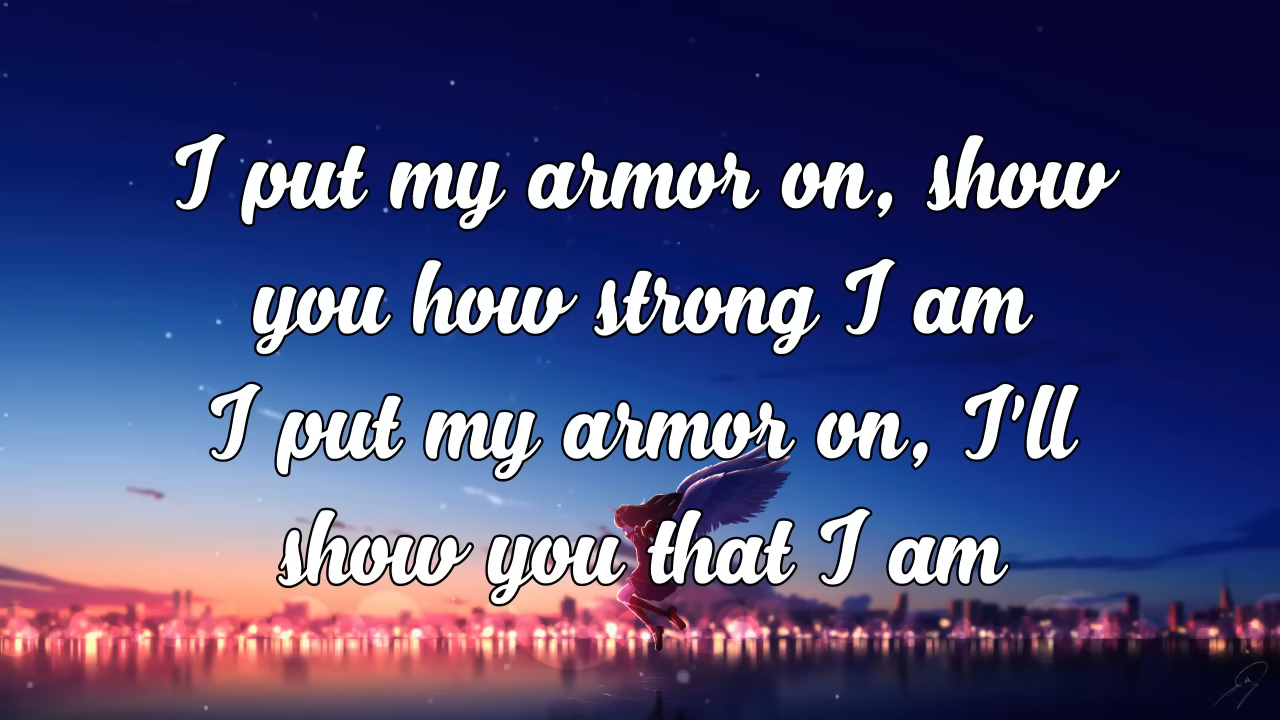 I put my armor on, show
you how strong I am
I put my armor on, I'll
show you that I am